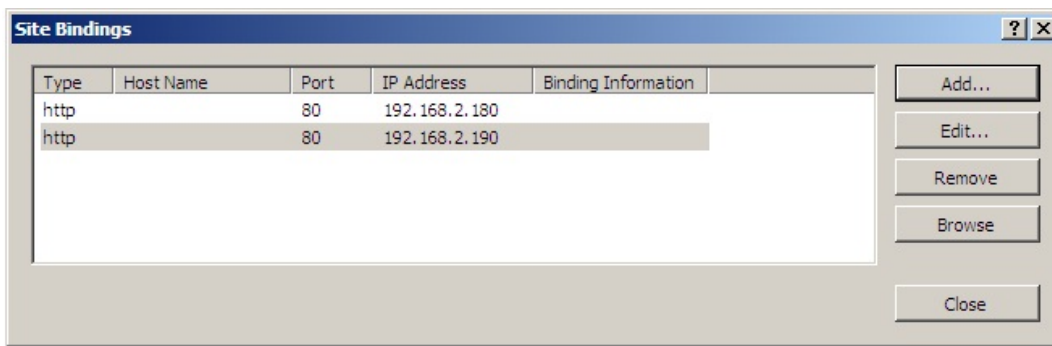 Site Bindings ? X
Type Host Name Port IP Address Binding Information
http 80 192.168.2.180
http 80 192.168.2.190
Add...
Edit...
Remove
Browse
Close